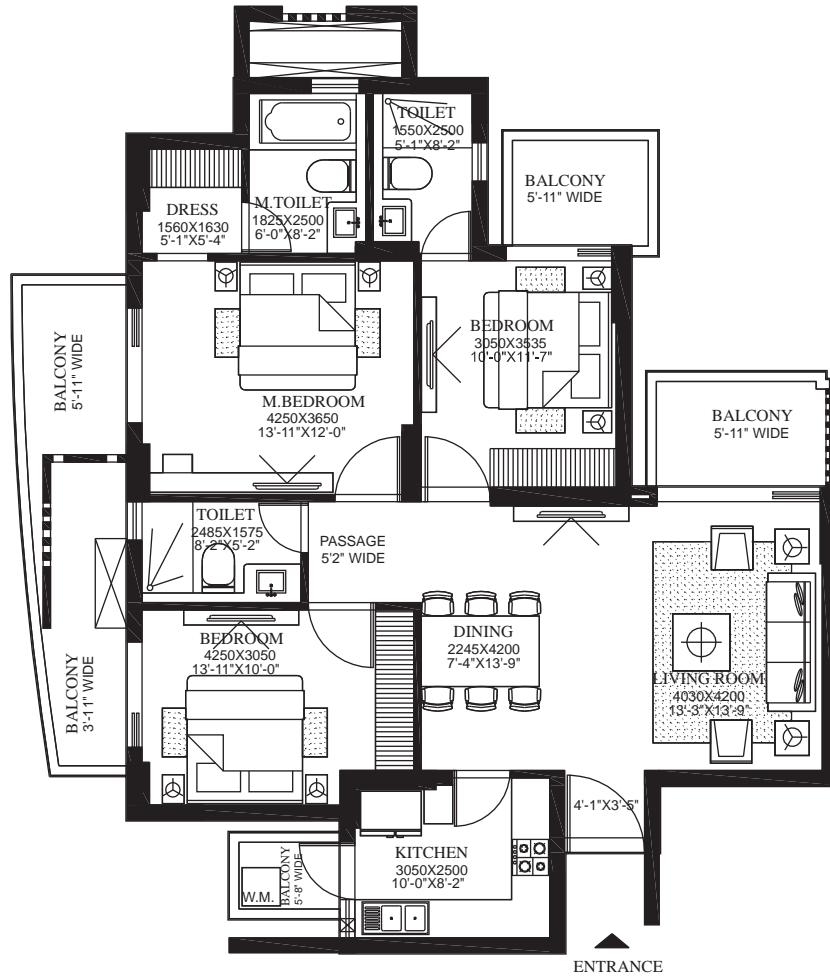 TOILET
1550X2500
5'-1"X8'-2"
BALCONY
5'-11" WIDE
DRESS
1560X1630
5'-1"X5'-4"
M.TOILET
1825X2500
6'-0"X8'-2"
BALCONY
5'-11" WIDE
M.BEDROOM
4250X3650
13'-11"X12'-0"
BEDROOM
3050X3535
10'-0"X11'-7"
BALCONY
5'-11" WIDE
TOILET
2485X1575
8'-2"X5'-2"
PASSAGE
5'2" WIDE
BALCONY
3'-11" WIDE
BEDROOM
4250X3050
13'-11"X10'-0"
DINING
2245X4200
7'-4"X13'-9"
LIVING ROOM
4030X4200
13'-3"X13'-9"
4'-1"X3'-5"
W.M.
BALCONY
5'-8" WIDE
KITCHEN
3050X2500
10'-0"X8'-2"
ENTRANCE